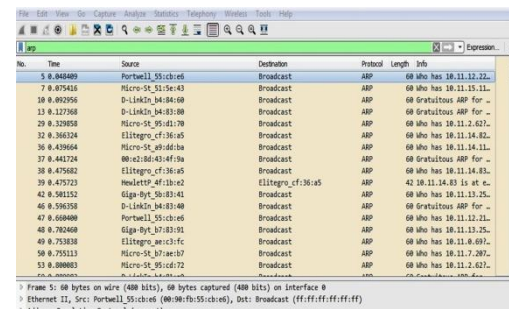 File Edit View Go Capture Analyze Statistics Telephony Wireless Tools Help
arp
Expression...
No. Time Source Destination Protocol Length Info
5 0.048409 Portwell_55:cb:e6 Broadcast ARP 60 Who has 10.11.12.22…
7 0.075416 Micro-St_51:5e:43 Broadcast ARP 60 Who has 10.11.15.11…
10 0.092956 D-LinkIn_b4:84:60 Broadcast ARP 60 Gratuitous ARP for …
13 0.127368 D-LinkIn_b4:83:80 Broadcast ARP 60 Gratuitous ARP for …
29 0.329858 Micro-St_95:d1:70 Broadcast ARP 60 Who has 10.11.2.62?…
32 0.366324 Elitegro_cf:36:a5 Broadcast ARP 60 Who has 10.11.14.82…
36 0.439664 Micro-St_a9:dd:ba Broadcast ARP 60 Who has 10.11.14.11…
37 0.441724 00:e2:8d:43:4f:9a Broadcast ARP 60 Gratuitous ARP for …
38 0.475682 Elitegro_cf:36:a5 Broadcast ARP 60 Who has 10.11.14.83…
39 0.475723 HewlettP_4f:1b:e2 Elitegro_cf:36:a5 ARP 42 10.11.14.83 is at e…
42 0.501152 Giga-Byt_5b:83:41 Broadcast ARP 60 Who has 10.11.13.25…
46 0.596358 D-LinkIn_b4:83:40 Broadcast ARP 60 Gratuitous ARP for …
47 0.660400 Portwell_55:cb:e6 Broadcast ARP 60 Who has 10.11.12.21…
48 0.702460 Giga-Byt_b7:83:91 Broadcast ARP 60 Who has 10.11.13.25…
49 0.753838 Elitegro_ae:c3:fc Broadcast ARP 60 Who has 10.11.0.69?…
50 0.755113 Micro-St_b7:ae:b7 Broadcast ARP 60 Who has 10.11.7.207…
53 0.800083 Micro-St_95:cd:72 Broadcast ARP 60 Who has 10.11.2.62?…
Frame 5: 60 bytes on wire (480 bits), 60 bytes captured (480 bits) on interface 0
Ethernet II, Src: Portwell_55:cb:e6 (00:90:fb:55:cb:e6), Dst: Broadcast (ff:ff:ff:ff:ff:ff)